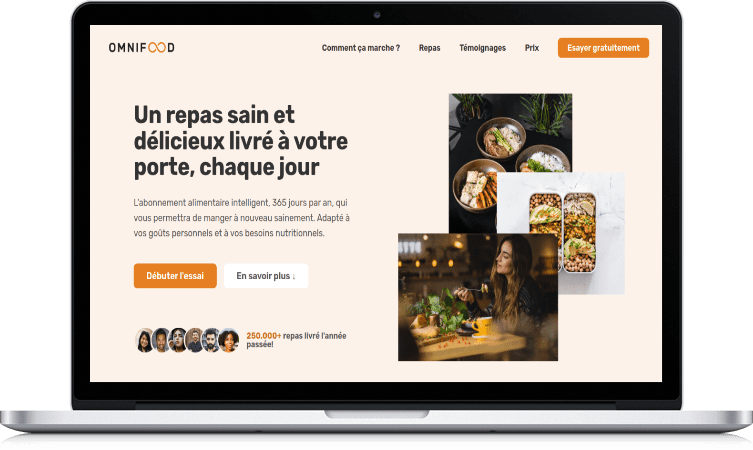 OMNIFOOD
Comment ça marche ?
Repas
Témoignages
Prix
Esayer gratuitement
Un repas sain et
délicieux livré à votre
porte, chaque jour
L'abonnement alimentaire intelligent, 365 jours par an, qui
vous permettra de manger à nouveau sainement. Adapté à
vos goûts personnels et à vos besoins nutritionnels.
Débuter l'essai
En savoir plus ↓
250.000+ repas livré l'année
passée!